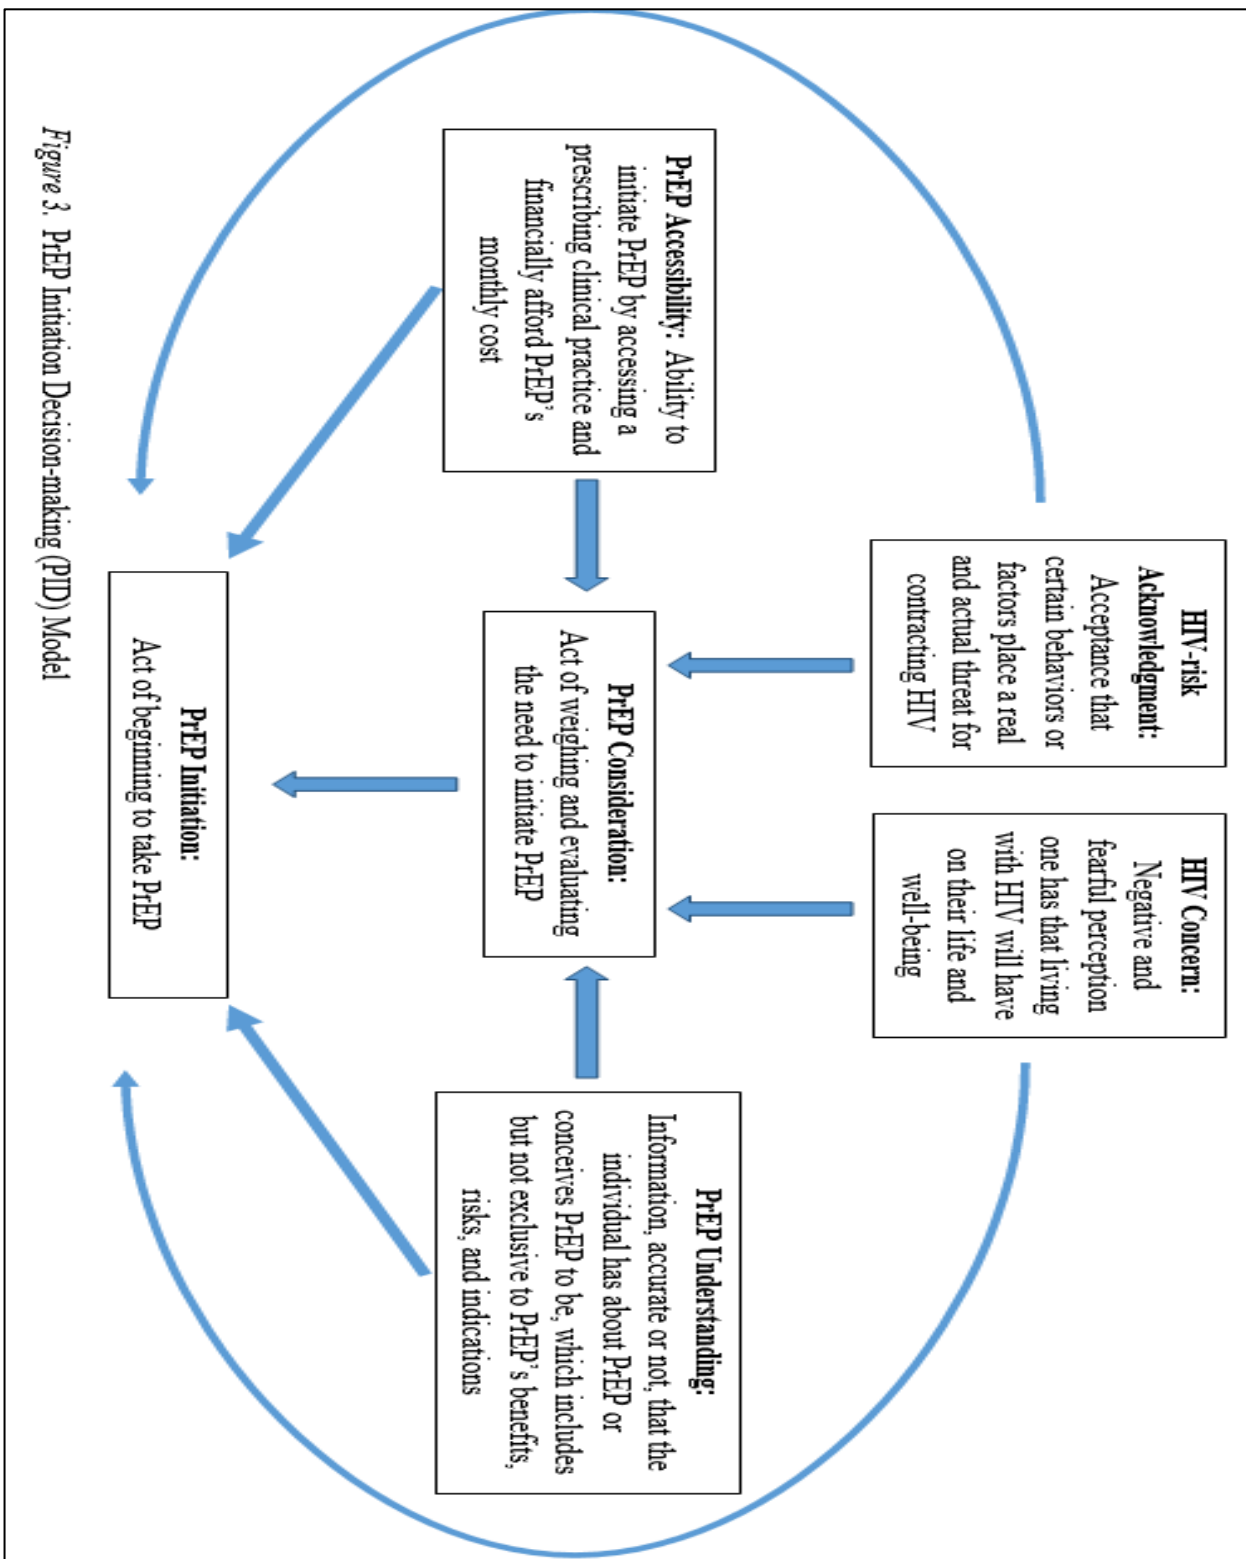 HIV-risk
Acknowledgment:
Acceptance that
certain behaviors or
factors place a real
and actual threat for
contracting HIV
HIV Concern:
Negative and
fearful perception
one has that living
with HIV will have
on their life and
well-being
PrEP Accessibility: Ability to
initiate PrEP by accessing a
prescribing clinical practice and
financially afford PrEP's
monthly cost
PrEP Consideration:
Act of weighing and evaluating
the need to initiate PrEP
PrEP Understanding:
Information, accurate or not, that the
individual has about PrEP or
conceives PrEP to be, which includes
but not exclusive to PrEP's benefits,
risks, and indications
PrEP Initiation:
Act of beginning to take PrEP
Figure 3. PrEP Initiation Decision-making (PID) Model